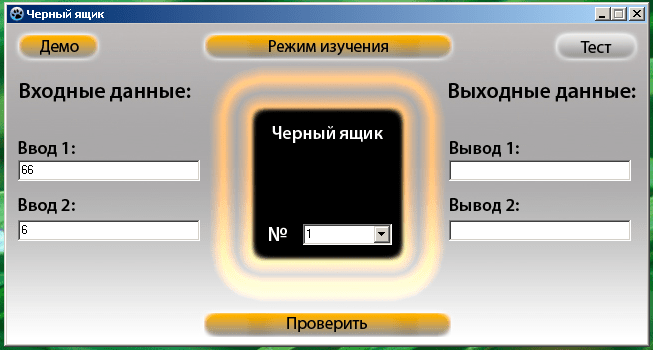 Черный ящик
Демо
Режим изучения
Тест
Входные данные:
Выходные данные:
Черный ящик
Ввод 1:
66
Вывод 1:
Ввод 2:
6
Вывод 2:
№ 1
Проверить